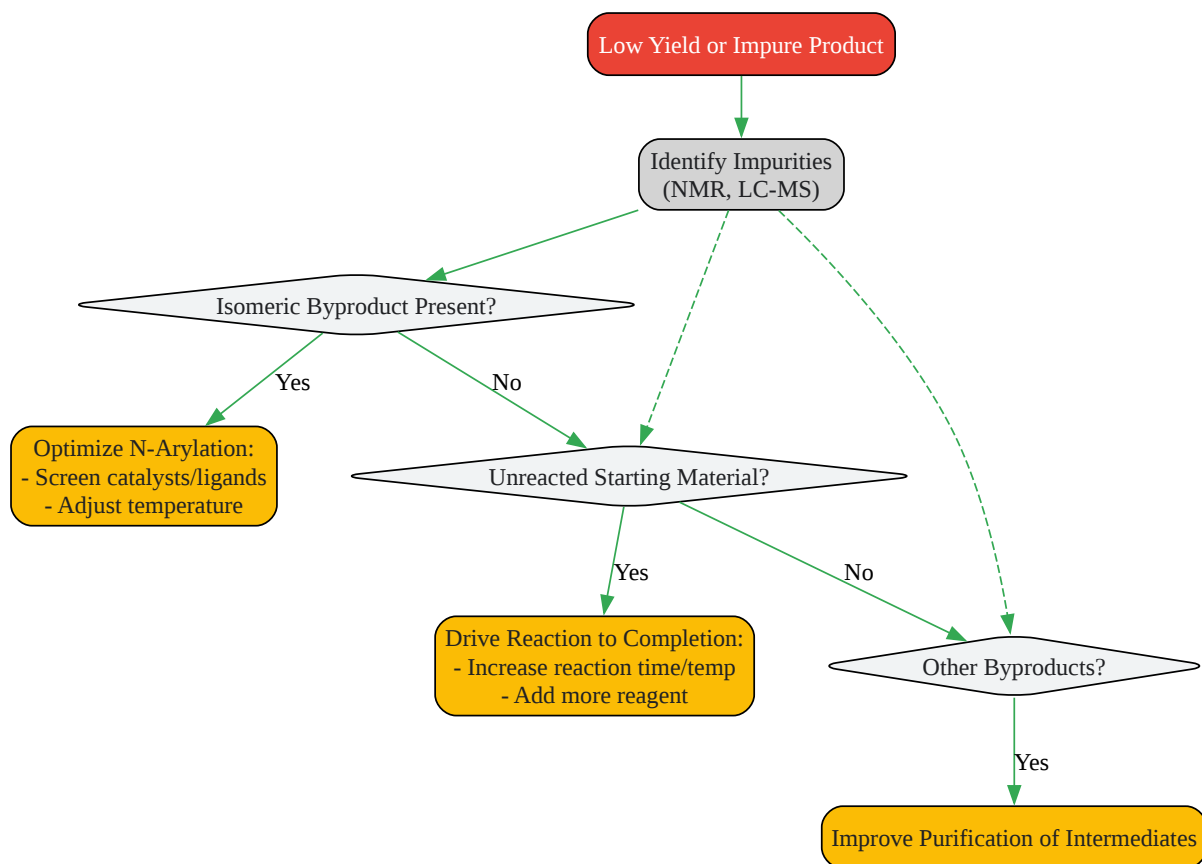 Low Yield or Impure Product
Identify Impurities
(NMR, LC-MS)
Isomeric Byproduct Present?
Yes
No
Optimize N-Arylation:
- Screen catalysts/ligands
- Adjust temperature
Unreacted Starting Material?
Yes
No
Drive Reaction to Completion:
- Increase reaction time/temp
- Add more reagent
Other Byproducts?
Yes
Improve Purification of Intermediates